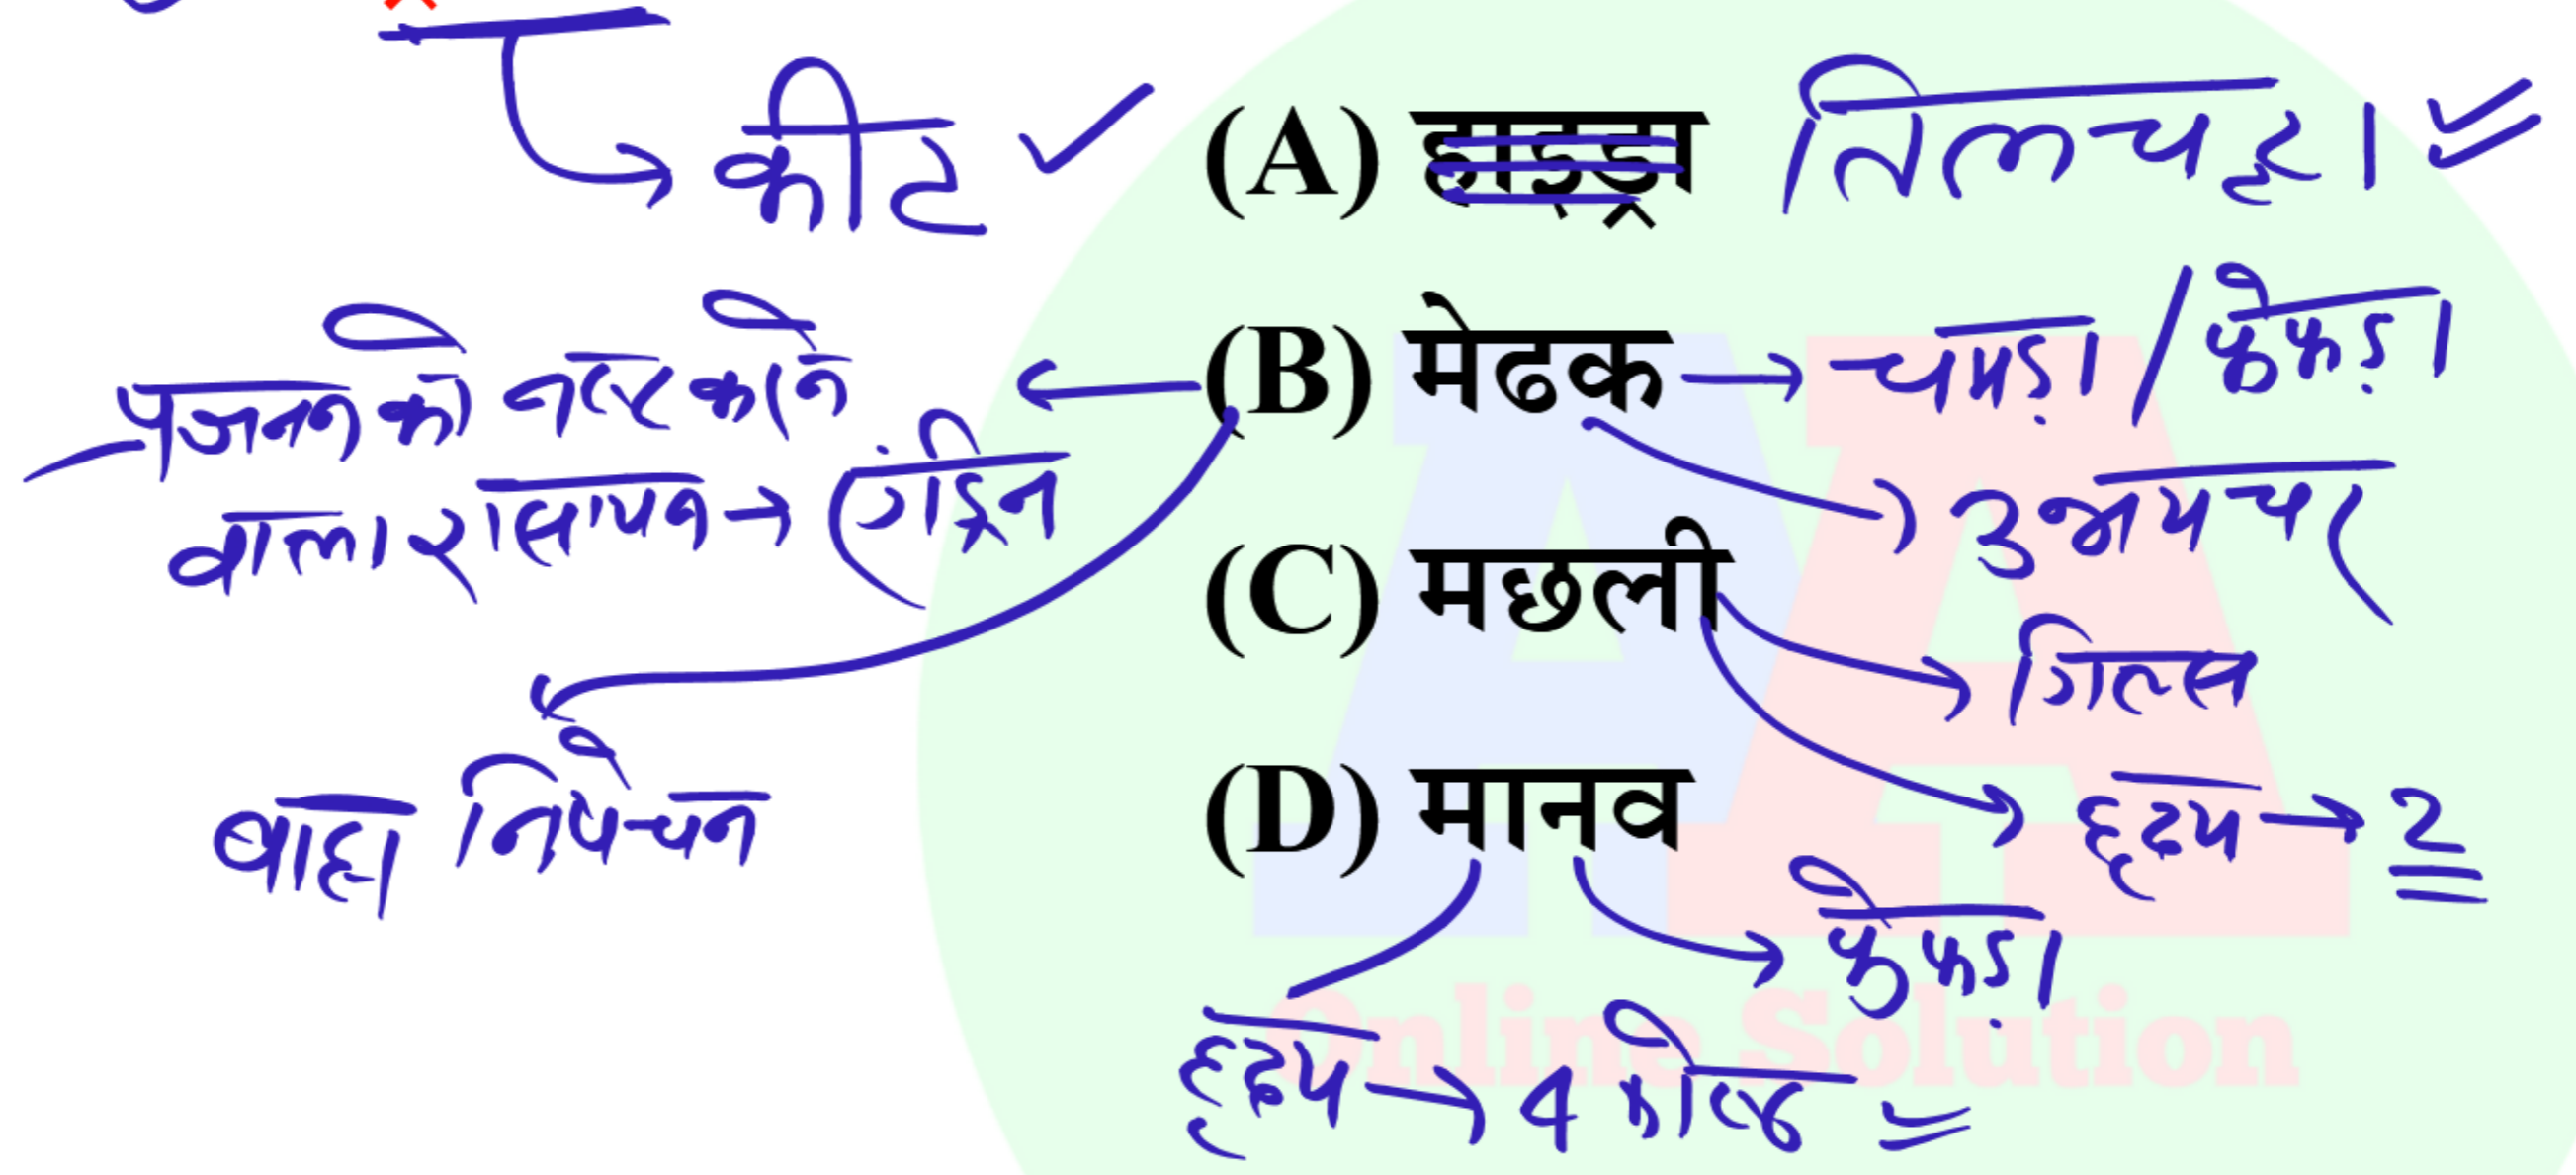 कीट
(A) हाइड्रा तिलचट्टा
(B) मेढक → चमड़ा / फेफड़ा
प्रजनन को नष्ट करने
वाला रासायन →
उभयचर
(C) मछली
गिल्स
हृदय → 2
बाह्य निषेचन
(D) मानव
फेफड़ा
हृदय → 4 कोष्ठ
Online Solution